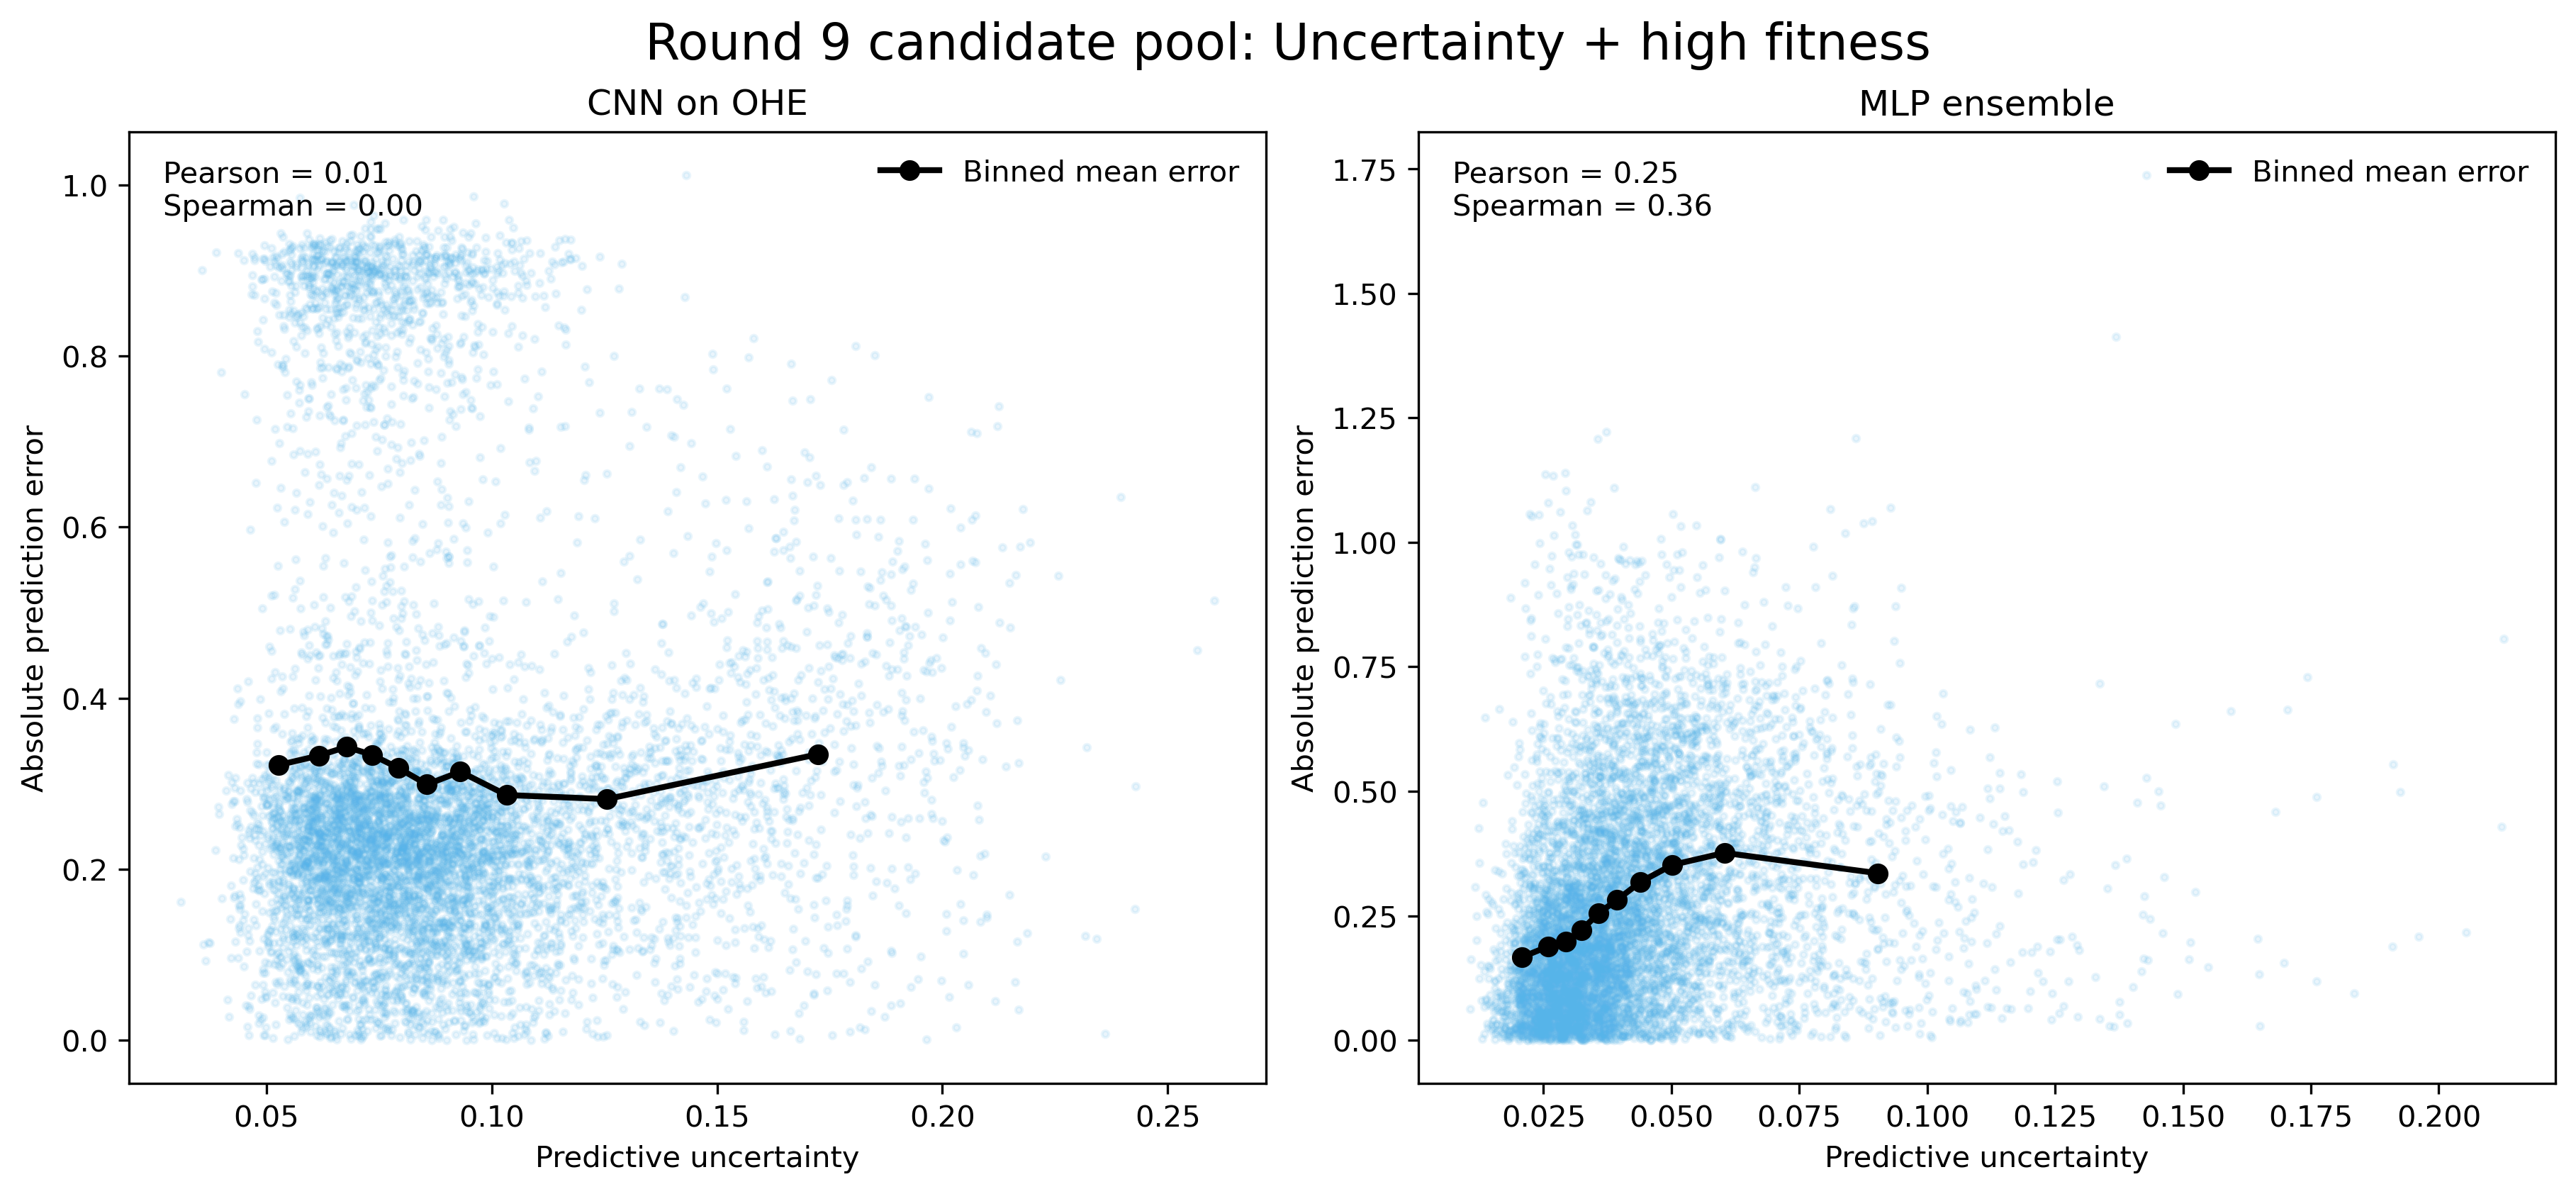 Round 9 candidate pool: Uncertainty + high fitness
CNN on OHE
Pearson = 0.01
Spearman = 0.00
Binned mean error
1.0
0.8
0.6
0.4
0.2
0.0
Absolute prediction error
0.05 0.10 0.15 0.20 0.25
Predictive uncertainty
MLP ensemble
Pearson = 0.25
Spearman = 0.36
Binned mean error
1.75
1.50
1.25
1.00
0.75
0.50
0.25
0.00
Absolute prediction error
0.025 0.050 0.075 0.100 0.125 0.150 0.175 0.200
Predictive uncertainty